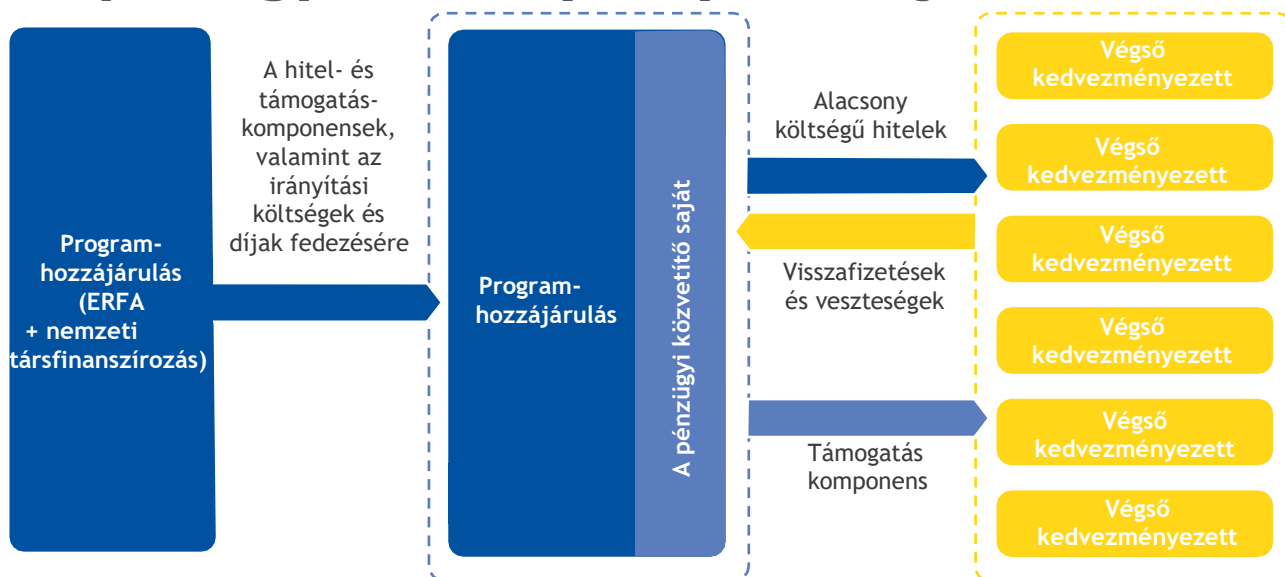 Program-
hozzájárulás
(ERFA
+ nemzeti
társfinanszírozás)
A hitel- és
támogatás-
komponensek,
valamint az
irányítási
költségek és
díjak fedezésére
Program-
hozzájárulás
A pénzügyi közvetítő saját
Alacsony
költségű hitelek
Visszafizetések
és veszteségek
Támogatás
komponens
Végső
kedvezményezett
Végső
kedvezményezett
Végső
kedvezményezett
Végső
kedvezményezett
Végső
kedvezményezett
Végső
kedvezményezett